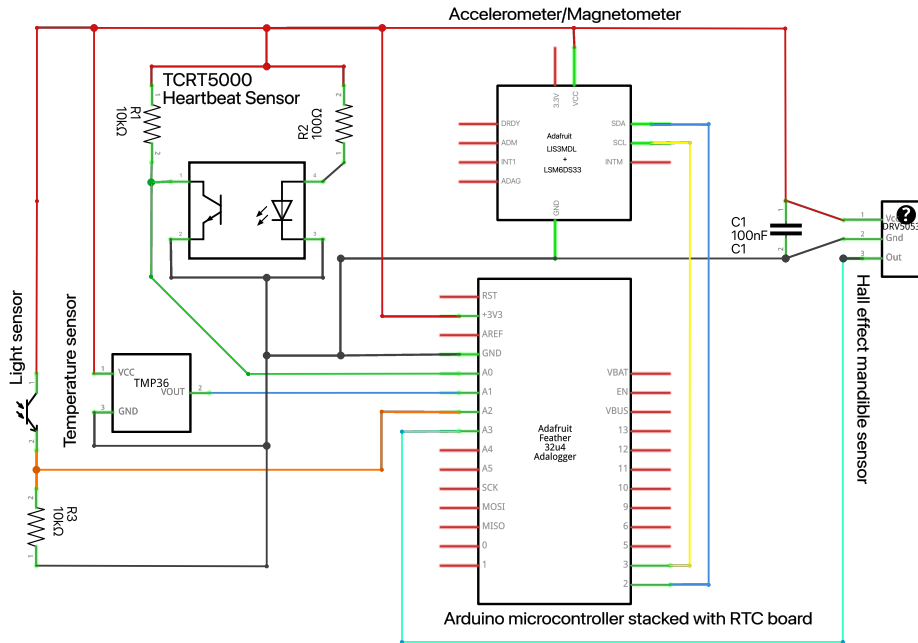 Accelerometer/Magnetometer
TCRT5000
Heartbeat Sensor
1
R1
10kΩ
2
2
R2
100Ω
1
1
4
2
3
3.3V
VCC
DRDY
ADM
INT1
ADAG
Adafruit
LIS3MDL
+
LSM6DS33
SDA
SCL
INTM
GND
1
C1
100nF
C1
2
1
Vcc
?
DRV5053
2
Gnd
3
Out
Hall effect mandible sensor
Light sensor
1
2
Temperature sensor
1
VCC
TMP36
VOUT
2
3
GND
2
R3
10kΩ
1
RST
+3V3
AREF
GND
A0
A1
A2
A3
A4
A5
SCK
MOSI
MISO
0
1
Adafruit
Feather
32u4
Adalogger
VBAT
EN
VBUS
13
12
11
10
9
6
5
3
2
Arduino microcontroller stacked with RTC board